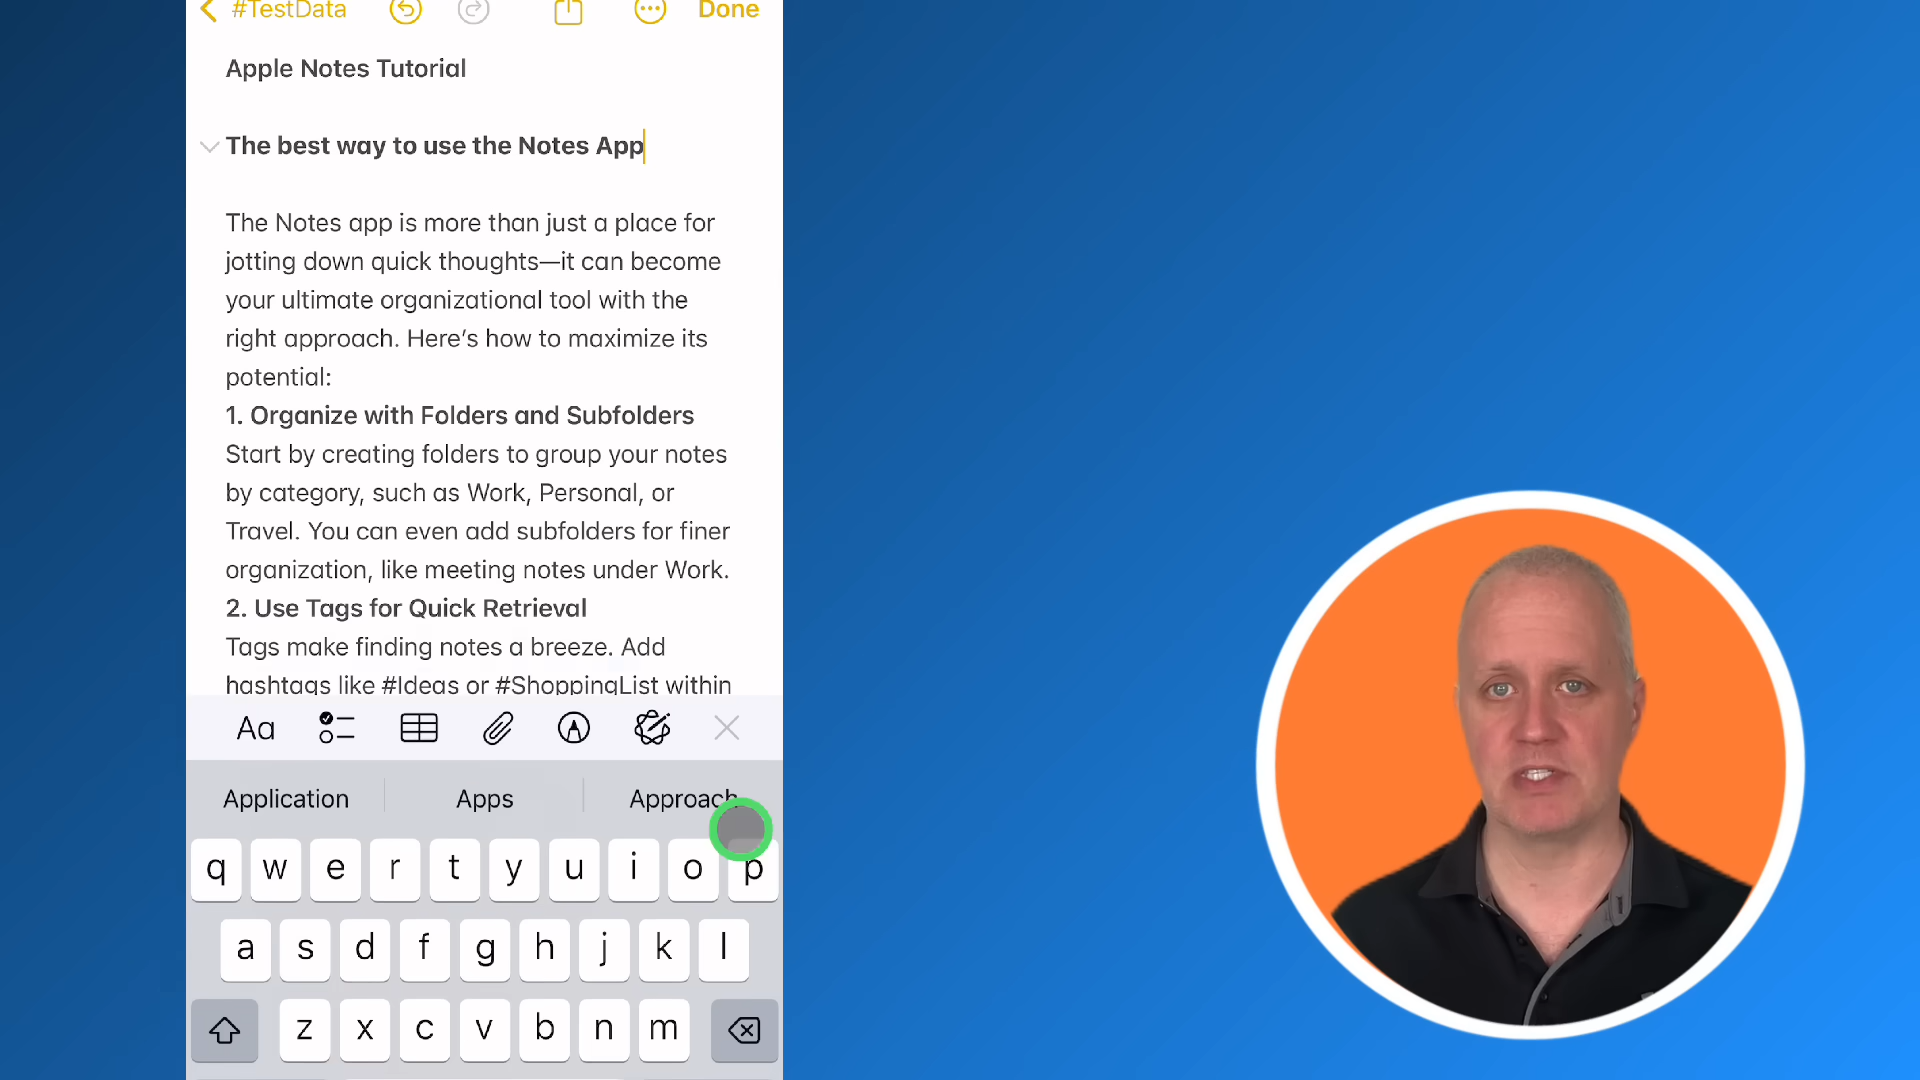 #TestData Done
Apple Notes Tutorial
The best way to use the Notes App
The Notes app is more than just a place for
jotting down quick thoughts—it can become
your ultimate organizational tool with the
right approach. Here’s how to maximize its
potential:
1. Organize with Folders and Subfolders
Start by creating folders to group your notes
by category, such as Work, Personal, or
Travel. You can even add subfolders for finer
organization, like meeting notes under Work.
2. Use Tags for Quick Retrieval
Tags make finding notes a breeze. Add
hashtags like #Ideas or #ShoppingList within
Aa
Application Apps Approach
q w e r t y u i o p
a s d f g h j k l
z x c v b n m